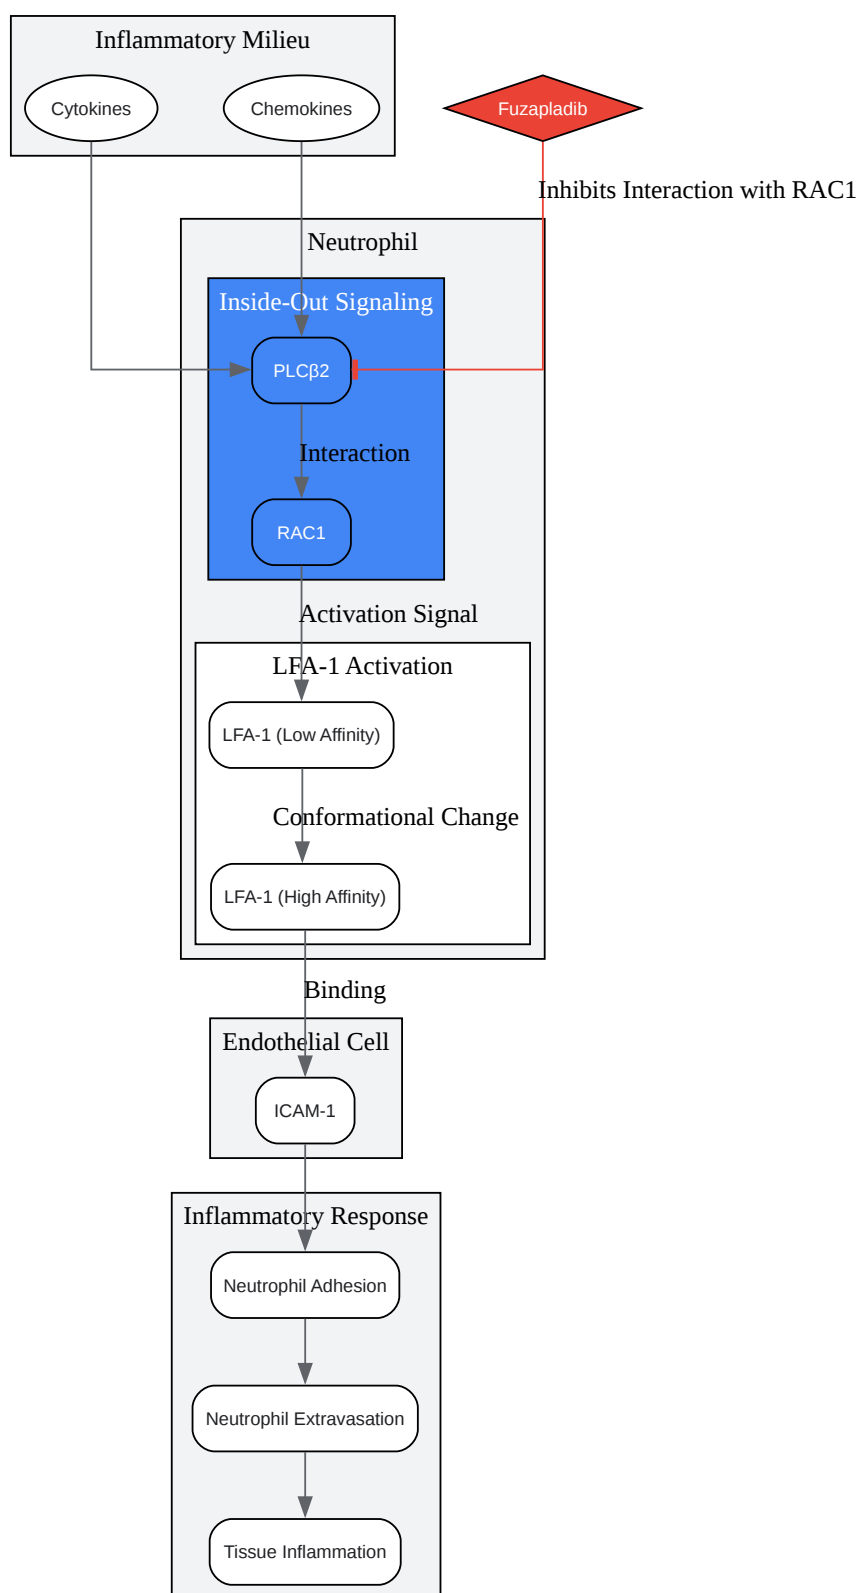 Inflammatory Milieu
Cytokines
Chemokines
Fuzapladib
Inhibits Interaction with RAC1
Neutrophil
Inside-Out Signaling
PLCβ2
Interaction
RAC1
Activation Signal
LFA-1 Activation
LFA-1 (Low Affinity)
Conformational Change
LFA-1 (High Affinity)
Binding
Endothelial Cell
ICAM-1
Inflammatory Response
Neutrophil Adhesion
Neutrophil Extravasation
Tissue Inflammation